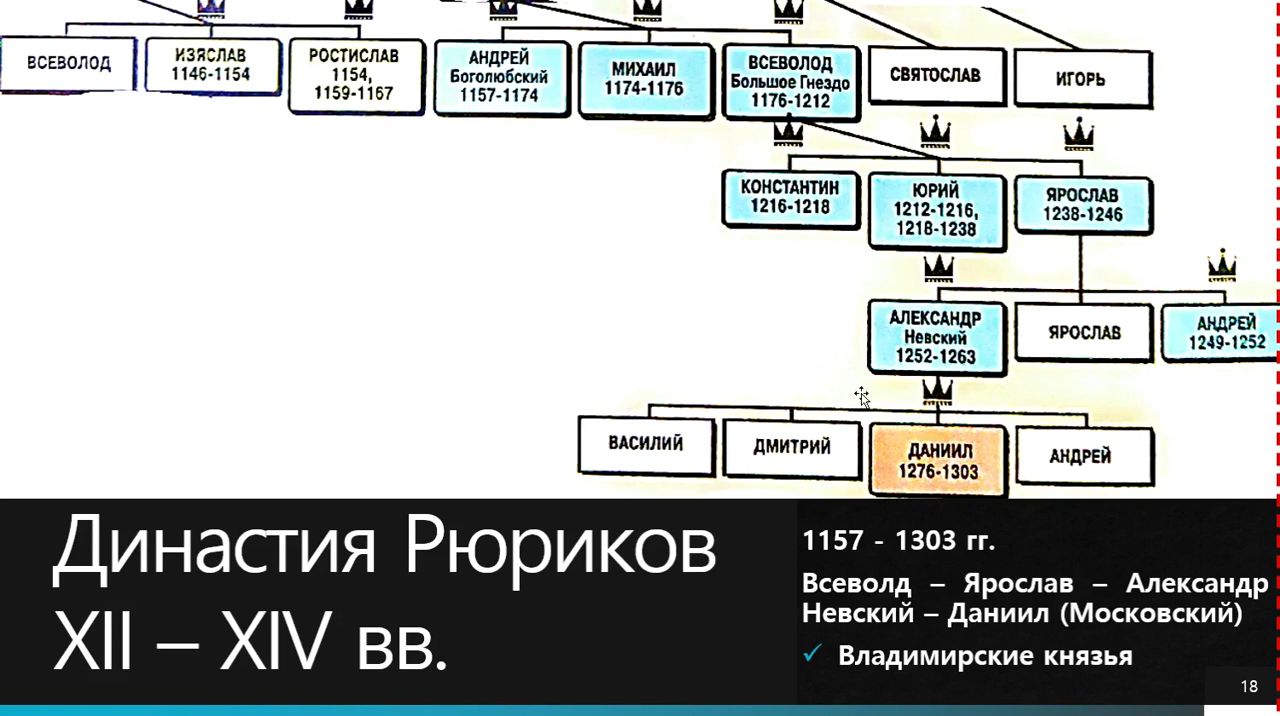 ВСЕВОЛОД
ИЗЯСЛАВ
1146-1154
РОСТИСЛАВ
1154,
1159-1167
АНДРЕЙ
Боголюбский
1157-1174
МИХАИЛ
1174-1176
ВСЕВОЛОД
Большое Гнездо
1176-1212
СВЯТОСЛАВ
ИГОРЬ
КОНСТАНТИН
1216-1218
ЮРИЙ
1212-1216,
1218-1238
ЯРОСЛАВ
1238-1246
АЛЕКСАНДР
Невский
1252-1263
ЯРОСЛАВ
АНДРЕЙ
1249-1252
ВАСИЛИЙ
ДМИТРИЙ
ДАНИИЛ
1276-1303
АНДРЕЙ
Династия Рюриков
XII – XIV вв.
1157 - 1303 гг.
Всеволд – Ярослав – Александр
Невский – Даниил (Московский)
✓ Владимирские князья
18